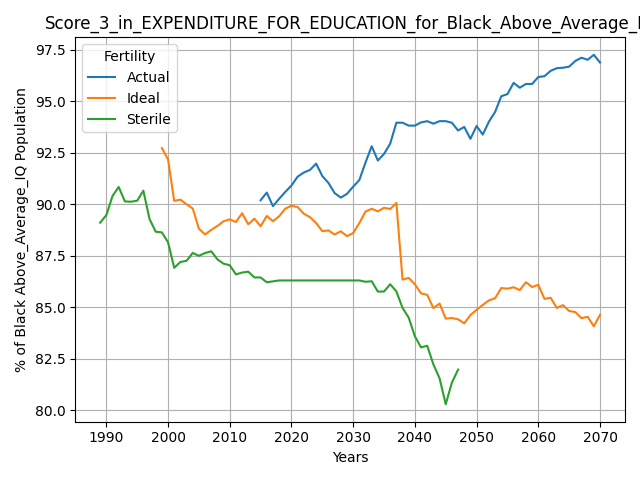 Score_3_in_EXPENDITURE_FOR_EDUCATION_for_Black_Above_Average_I
Fertility
Actual
Ideal
Sterile
% of Black Above_Average_IQ Population
97.5
95.0
92.5
90.0
87.5
85.0
82.5
80.0
1990 2000 2010 2020 2030 2040 2050 2060 2070
Years